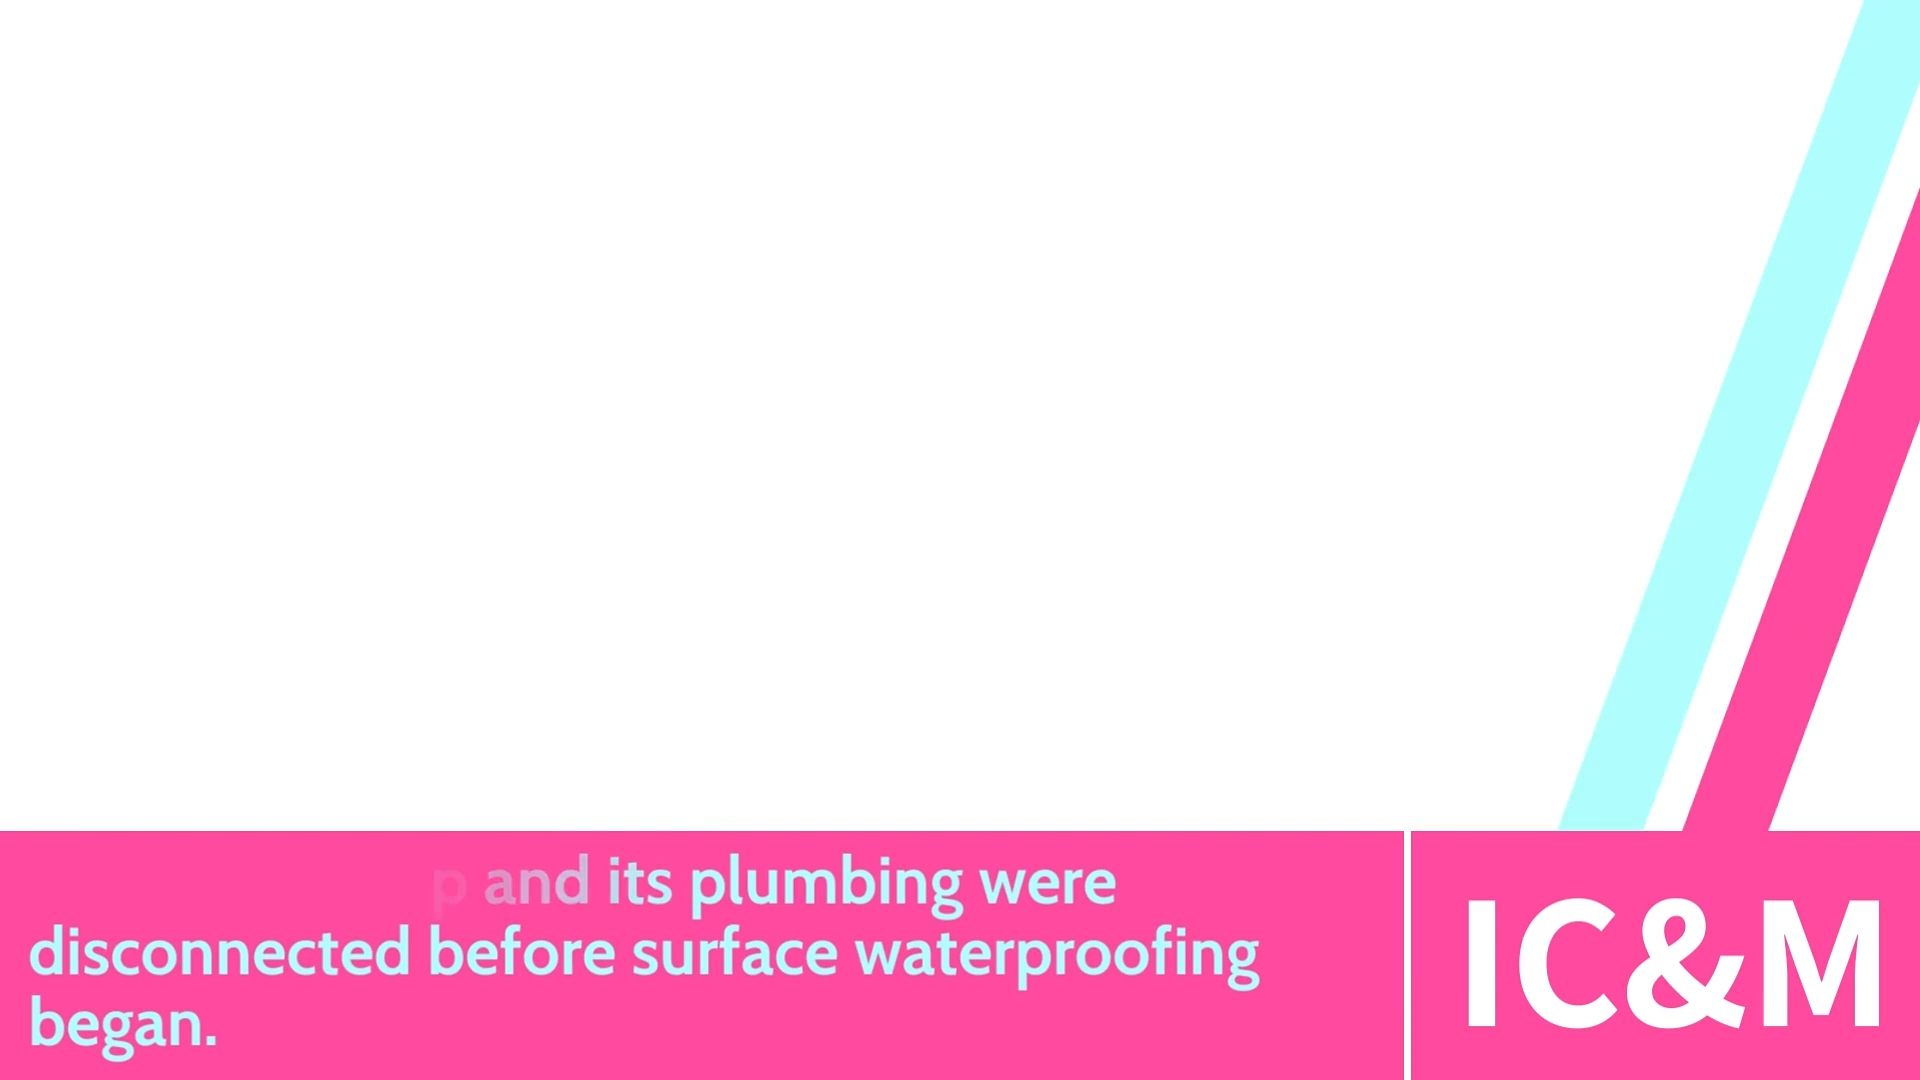 and its plumbing were
disconnected before surface waterproofing
began.
IC&M